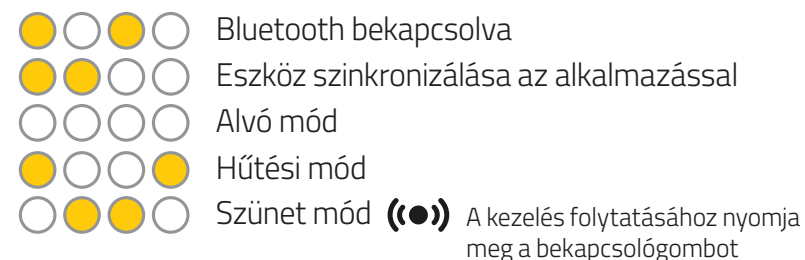 Bluetooth bekapcsolva
Eszköz szinkronizálása az alkalmazással
Alvó mód
Hűtési mód
Szünet mód A kezelés folytatásához nyomja
meg a bekapcsológombot